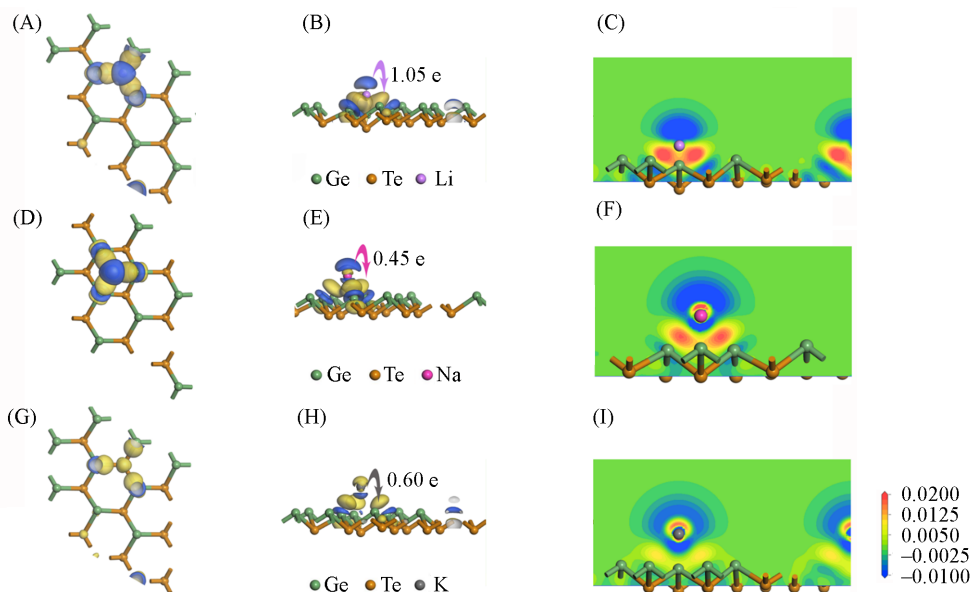 (A)
(B)
(C)
1.05 e
Ge Te Li
(D)
(E)
(F)
0.45 e
Ge Te Na
(G)
(H)
(I)
0.60 e
Ge Te K
0.0200
0.0125
0.0050
−0.0025
−0.0100